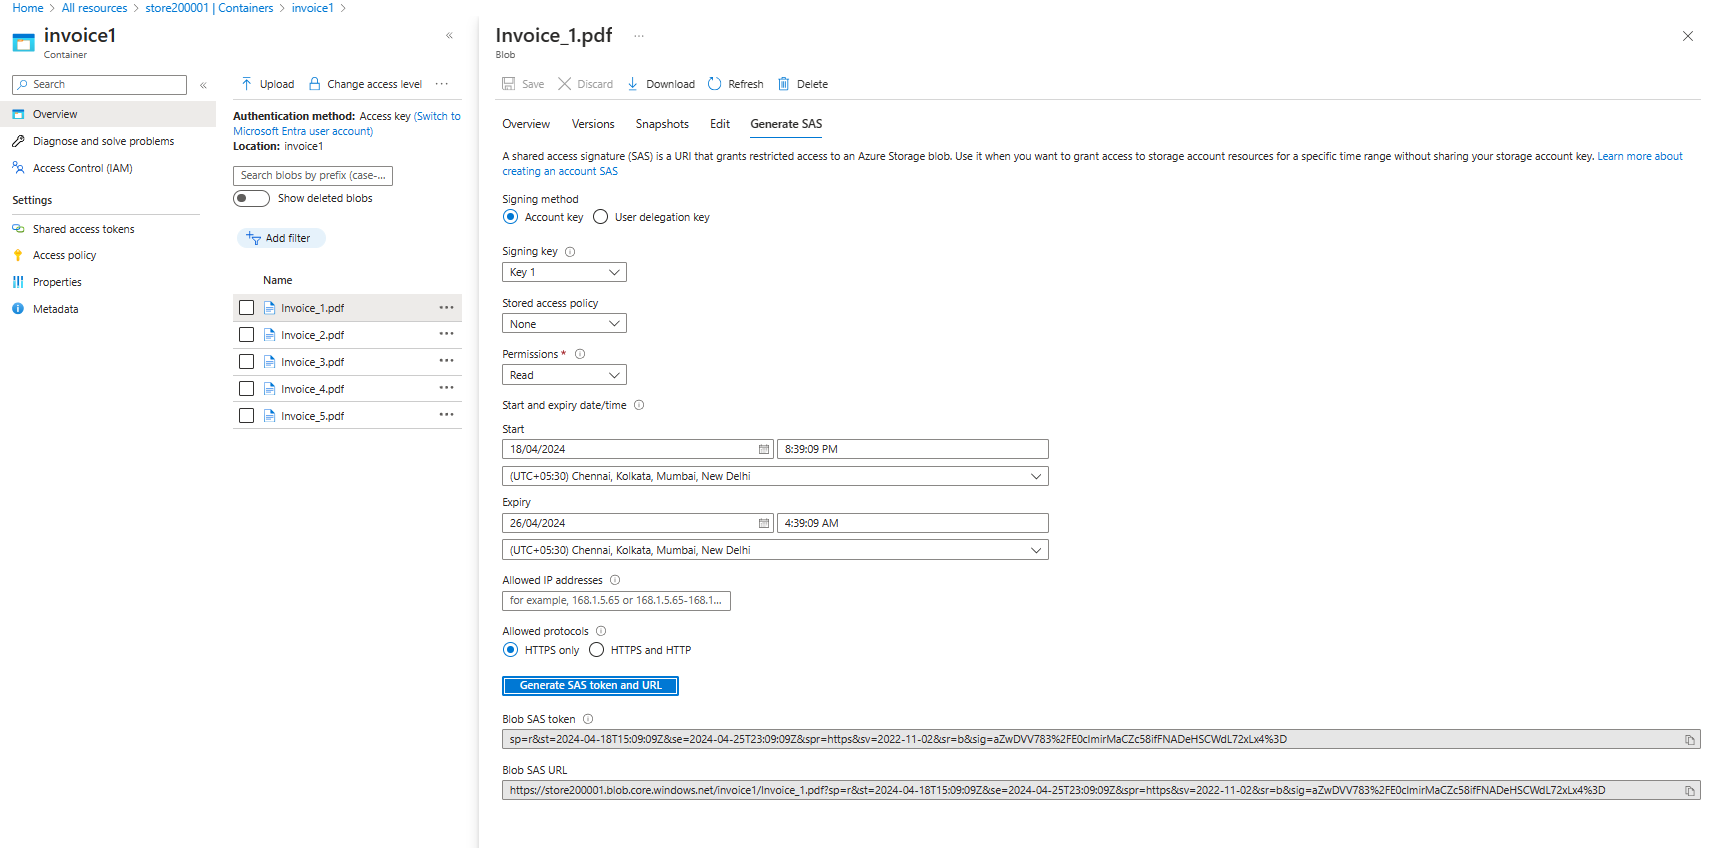 Home > All resources > store200001 | Containers > invoice1 >
invoice1
Container
«
Search
«
Overview
Diagnose and solve problems
Access Control (IAM)
Settings
Shared access tokens
Access policy
Properties
Metadata
Upload Change access level ...
Authentication method: Access key (Switch to
Microsoft Entra user account)
Location: invoice1
Search blobs by prefix (case-...
Show deleted blobs
Add filter
Name
Invoice_1.pdf ...
Invoice_2.pdf ...
Invoice_3.pdf ...
Invoice_4.pdf ...
Invoice_5.pdf ...
Invoice_1.pdf ...
Blob
Save Discard Download Refresh Delete
Overview Versions Snapshots Edit Generate SAS
A shared access signature (SAS) is a URI that grants restricted access to an Azure Storage blob. Use it when you want to grant access to storage account resources for a specific time range without sharing your storage account key. Learn more about
creating an account SAS
Signing method
Account key User delegation key
Signing key
Key 1
Stored access policy
None
Permissions *
Read
Start and expiry date/time
Start
18/04/2024 8:39:09 PM
(UTC+05:30) Chennai, Kolkata, Mumbai, New Delhi
Expiry
26/04/2024 4:39:09 AM
(UTC+05:30) Chennai, Kolkata, Mumbai, New Delhi
Allowed IP addresses
for example, 168.1.5.65 or 168.1.5.65-168.1...
Allowed protocols
HTTPS only HTTPS and HTTP
Generate SAS token and URL
Blob SAS token
sp=r&st=2024-04-18T15:09:09Z&se=2024-04-25T23:09:09Z&spr=https&sv=2022-11-02&sr=b&sig=aZwDVV783%2FE0cImirMaCZc58ifFNADeHSCWdL72xLx4%3D
Blob SAS URL
https://store200001.blob.core.windows.net/invoice1/Invoice_1.pdf?sp=r&st=2024-04-18T15:09:09Z&se=2024-04-25T23:09:09Z&spr=https&sv=2022-11-02&sr=b&sig=aZwDVV783%2FE0cImirMaCZc58ifFNADeHSCWdL72xLx4%3D